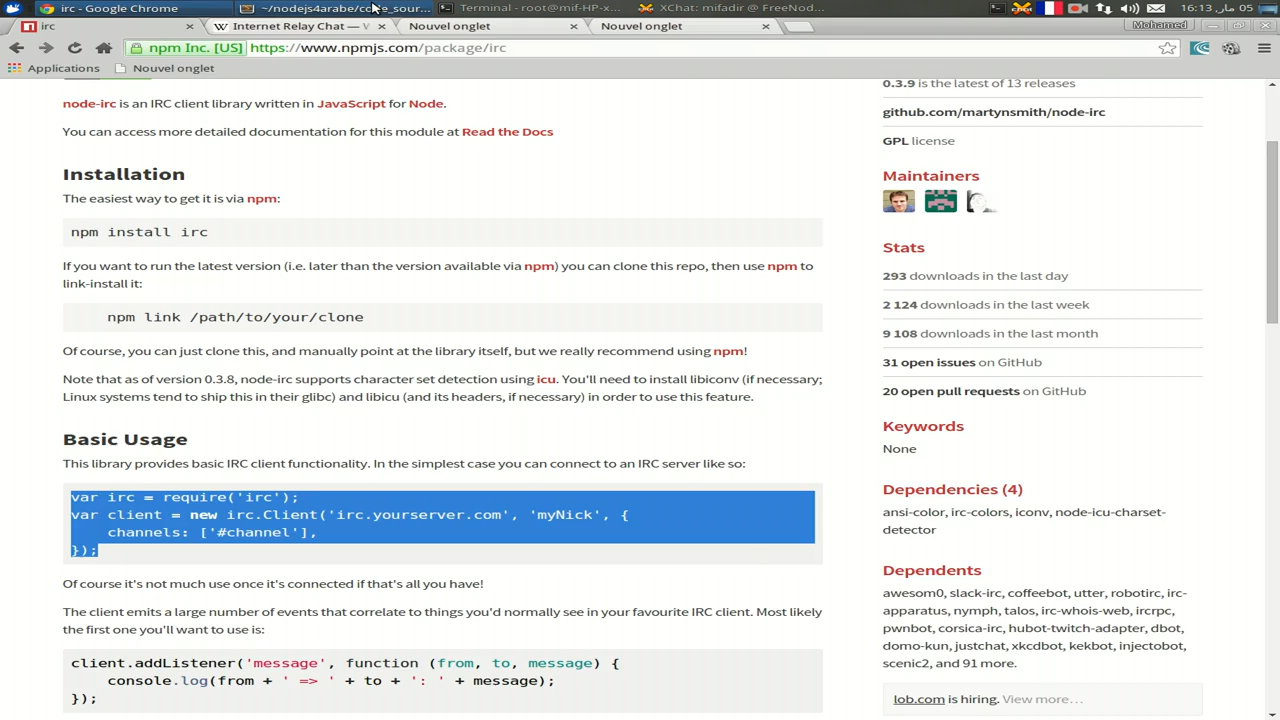 irc - Google Chrome
~/nodejs4arabe/code_sour...
Terminal - root@mif-HP-x...
XChat: mifadir @ FreeNod...
16:13 ,05 مارس
irc
Internet Relay Chat — V
Nouvel onglet
Nouvel onglet
Mohamed
npm Inc. [US]
https://www.npmjs.com/package/irc
Applications
Nouvel onglet
node-irc is an IRC client library written in JavaScript for Node.
You can access more detailed documentation for this module at Read the Docs
Installation
The easiest way to get it is via npm:
npm install irc
If you want to run the latest version (i.e. later than the version available via npm) you can clone this repo, then use npm to
link-install it:
npm link /path/to/your/clone
Of course, you can just clone this, and manually point at the library itself, but we really recommend using npm!
Note that as of version 0.3.8, node-irc supports character set detection using icu. You'll need to install libiconv (if necessary;
Linux systems tend to ship this in their glibc) and libicu (and its headers, if necessary) in order to use this feature.
Basic Usage
This library provides basic IRC client functionality. In the simplest case you can connect to an IRC server like so:
var irc = require('irc');
var client = new irc.Client('irc.yourserver.com', 'myNick', {
channels: ['#channel'],
});
Of course it's not much use once it's connected if that's all you have!
The client emits a large number of events that correlate to things you'd normally see in your favourite IRC client. Most likely
the first one you'll want to use is:
client.addListener('message', function (from, to, message) {
console.log(from + ' => ' + to + ': ' + message);
});
0.3.9 is the latest of 13 releases
github.com/martynsmith/node-irc
GPL license
Maintainers
Stats
293 downloads in the last day
2 124 downloads in the last week
9 108 downloads in the last month
31 open issues on GitHub
20 open pull requests on GitHub
Keywords
None
Dependencies (4)
ansi-color, irc-colors, iconv, node-icu-charset-
detector
Dependents
awesom0, slack-irc, coffeebot, utter, robotirc, irc-
apparatus, nymph, talos, irc-whois-web, ircrpc,
pwnbot, corsica-irc, hubot-twitch-adapter, dbot,
domo-kun, justchat, xkcdbot, kekbot, injectobot,
scenic2, and 91 more.
lob.com is hiring. View more…